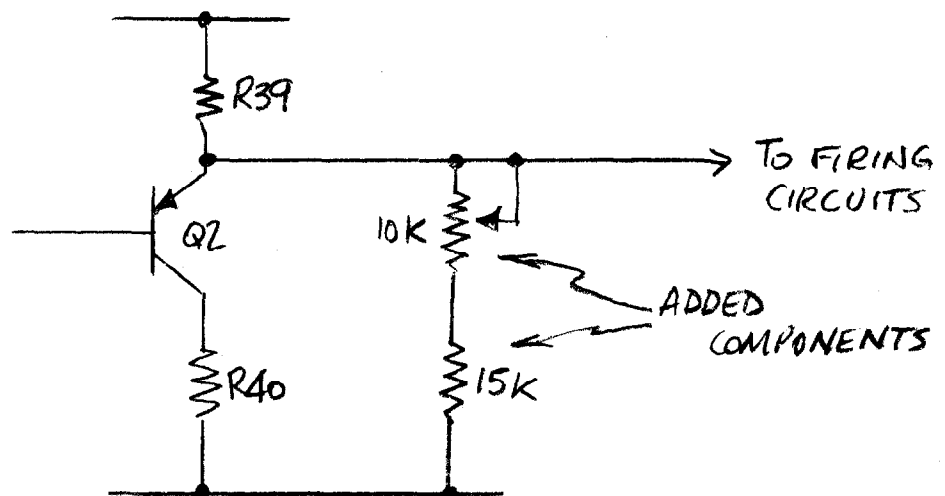 R39
TO FIRING
CIRCUITS
Q2
10K
ADDED
COMPONENTS
R40
15K